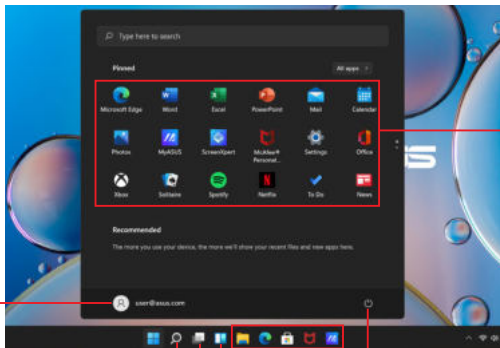 Type here to search
Pinned
All apps >
Microsoft Edge Word Excel PowerPoint Mail Calendar
Photos MyASUS ScreenXpert McAfee® Personal... Settings Office
Xbox Solitaire Spotify Netflix To Do News
Recommended
The more you use your device, the more we'll show your recent files and new apps here.
user@asus.com